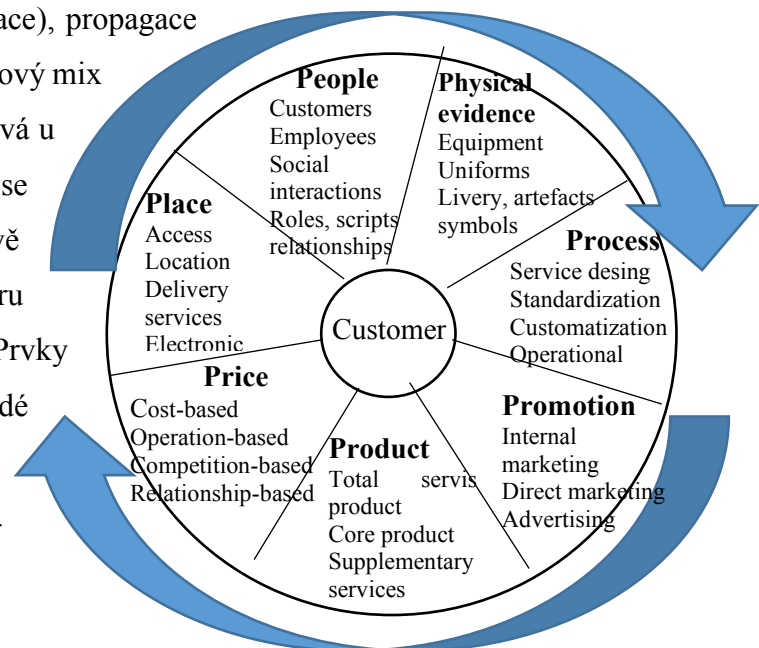 ace), propagace
ový mix
vá u
se
vě
ru
Prvky
dé
People
Customers
Employees
Social
interactions
Roles, scripts
relationships
Physical
evidence
Equipment
Uniforms
Livery, artefacts
symbols
Process
Service desing
Standardization
Customatization
Operational
Promotion
Internal
marketing
Direct marketing
Advertising
Product
Total servis
product
Core product
Supplementary
services
Price
Cost-based
Operation-based
Competition-based
Relationship-based
Place
Access
Location
Delivery
services
Electronic
Customer